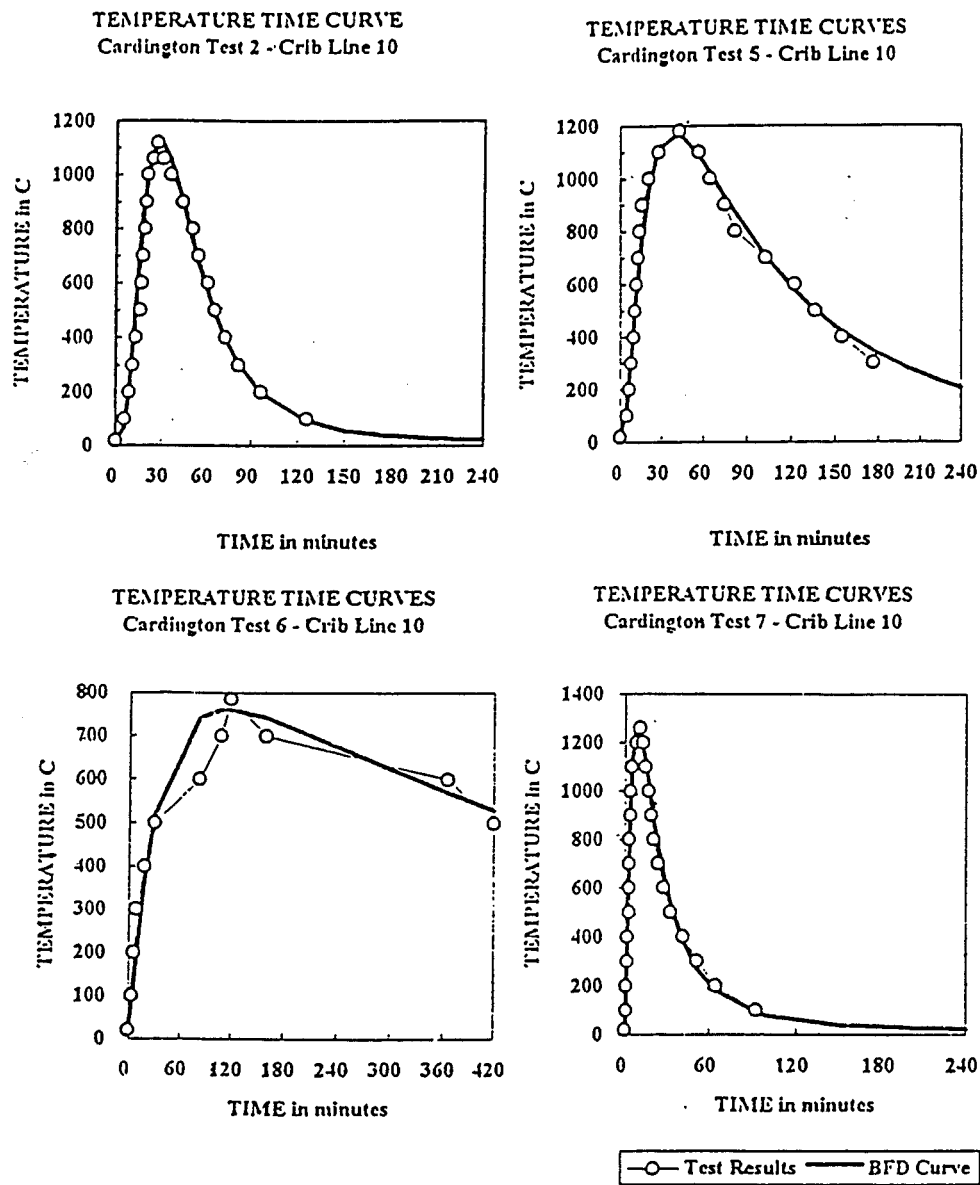 TEMPERATURE TIME CURVE
Cardington Test 2 - Crib Line 10
TEMPERATURE in C
1200
1000
800
600
400
200
0
0 30 60 90 120 150 180 210 240
TIME in minutes
TEMPERATURE TIME CURVES
Cardington Test 5 - Crib Line 10
TEMPERATURE in C
1200
1000
800
600
400
200
0
0 30 60 90 120 150 180 210 240
TIME in minutes
TEMPERATURE TIME CURVES
Cardington Test 6 - Crib Line 10
TEMPERATURE in C
800
700
600
500
400
300
200
100
0
0 60 120 180 240 300 360 420
TIME in minutes
TEMPERATURE TIME CURVES
Cardington Test 7 - Crib Line 10
TEMPERATURE in C
1400
1200
1000
800
600
400
200
0
0 60 120 180 240
TIME in minutes
Test Results BFD Curve